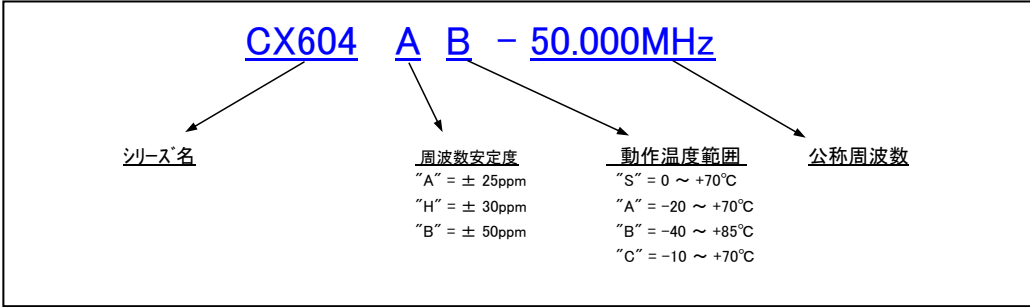 CX604 A B - 50.000MHz
ｼﾘｰｽﾞ名 周波数安定度 動作温度範囲 公称周波数
"A" = ± 25ppm "S" = 0 ～ +70℃
"H" = ± 30ppm "A" = -20 ～ +70℃
"B" = ± 50ppm "B" = -40 ～ +85℃
"C" = -10 ～ +70℃